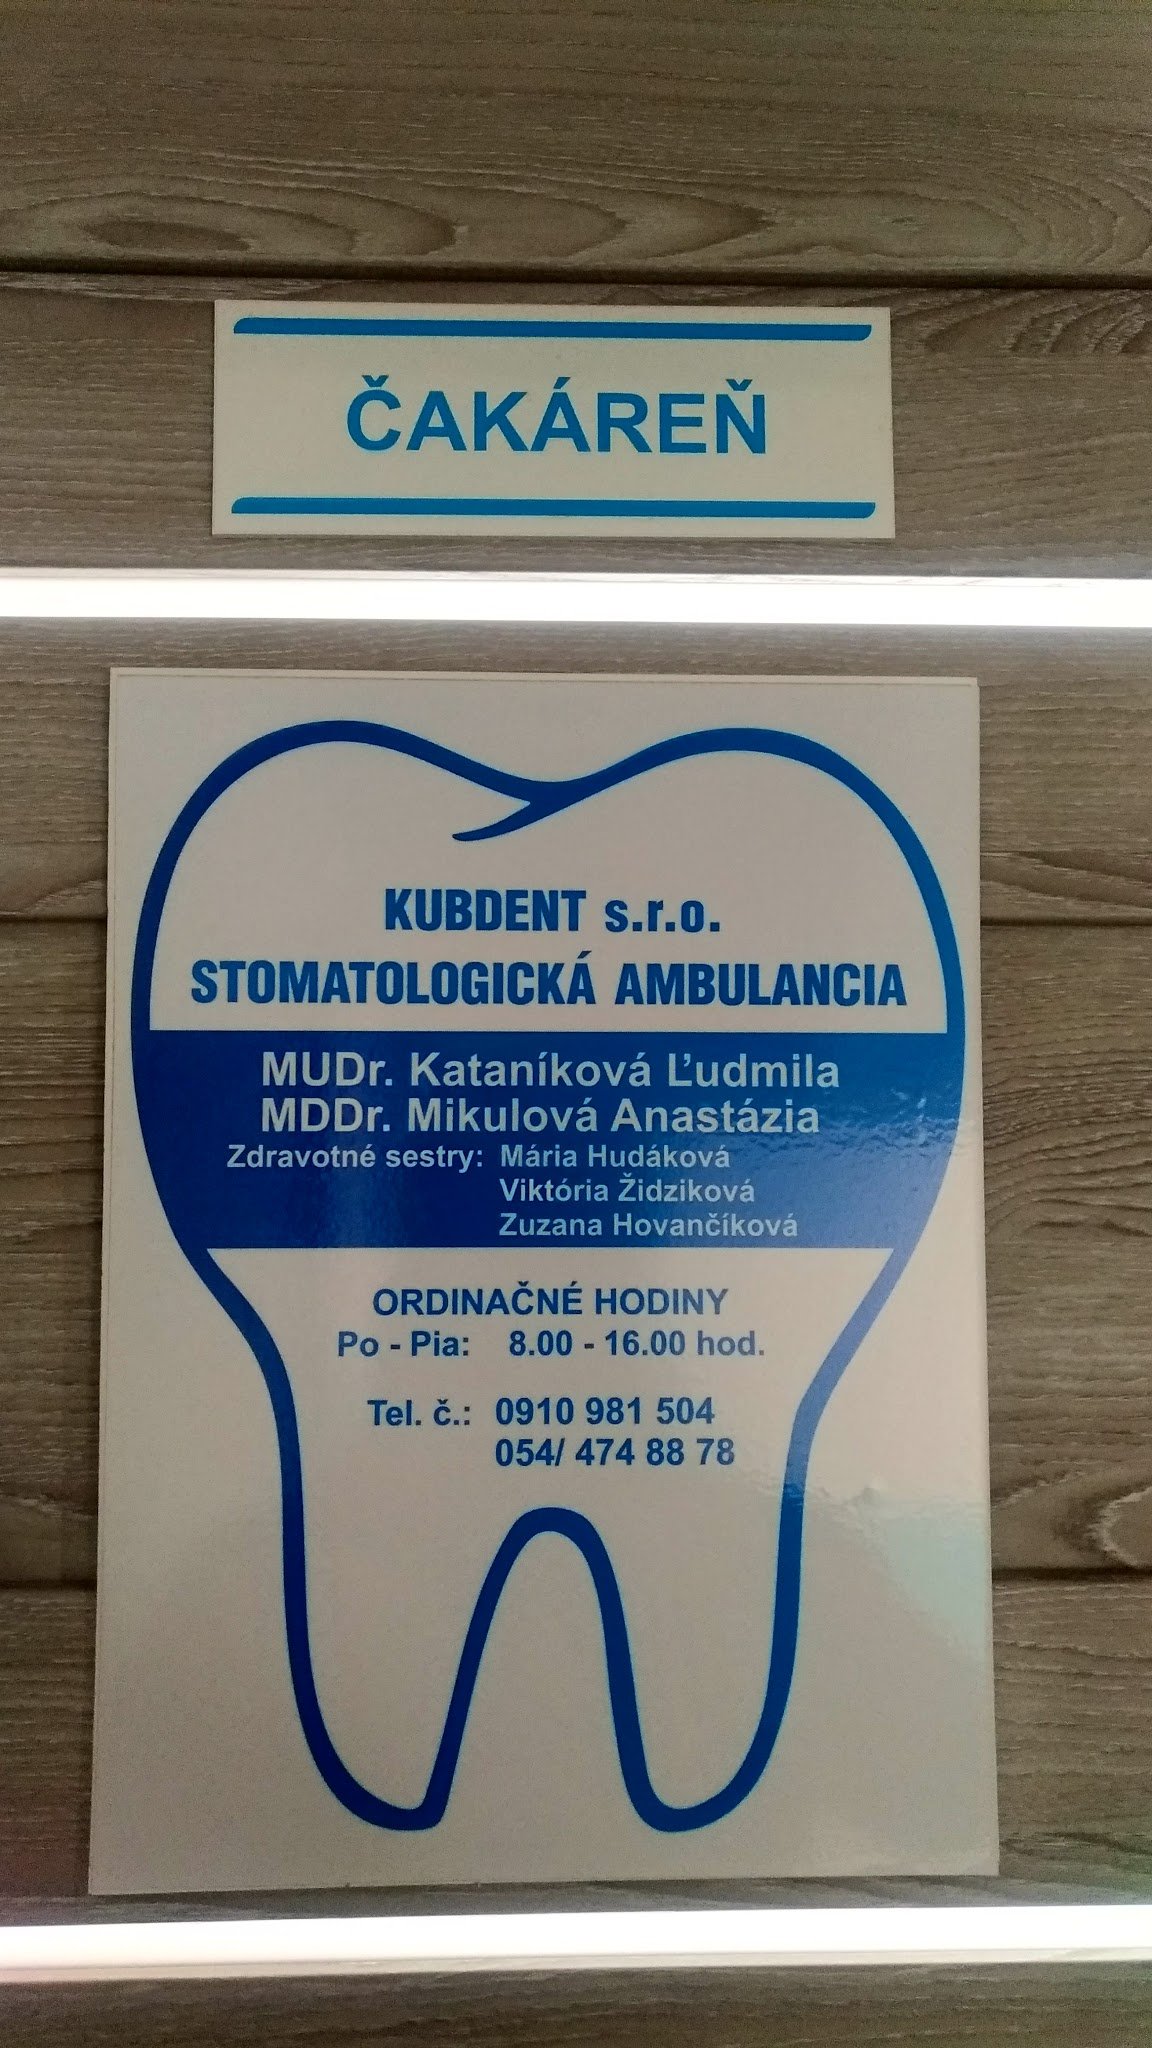 ČAKÁREŇ
KUBDENT s.r.o.
STOMATOLOGICKÁ AMBULANCIA
MUDr. Kataníková Ľudmila
MDDr. Mikulová Anastázia
Zdravotné sestry: Mária Hudáková
Viktória Židziková
Zuzana Hovančíková
ORDINAČNÉ HODINY
Po - Pia: 8.00 - 16.00 hod.
Tel. č.: 0910 981 504
054/ 474 88 78